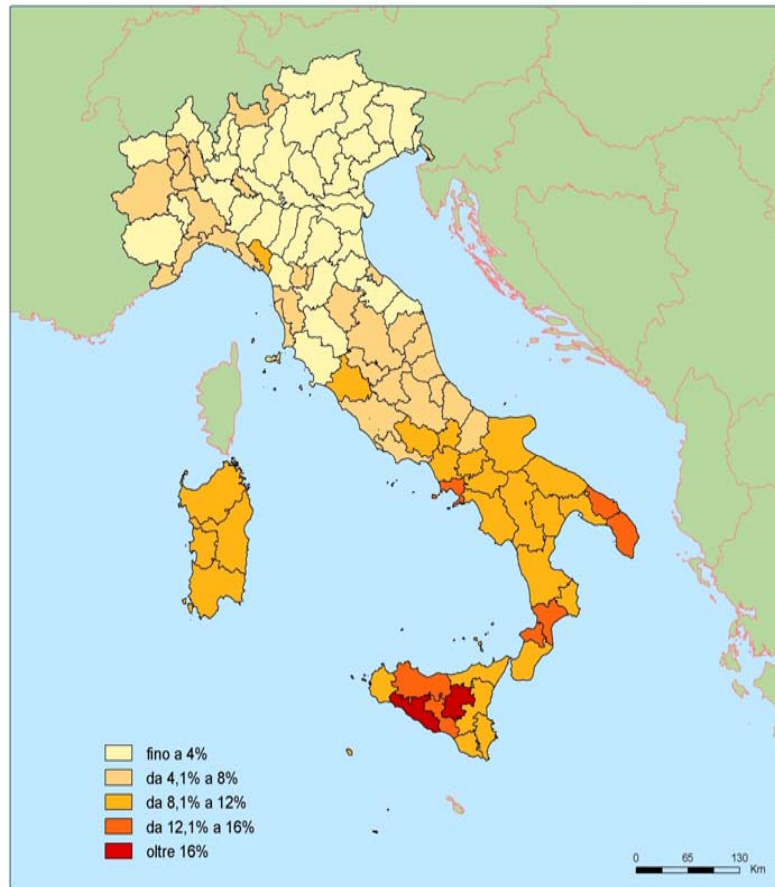 fino a 4%
da 4,1% a 8%
da 8,1% a 12%
da 12,1% a 16%
oltre 16%
0 65 130
Km